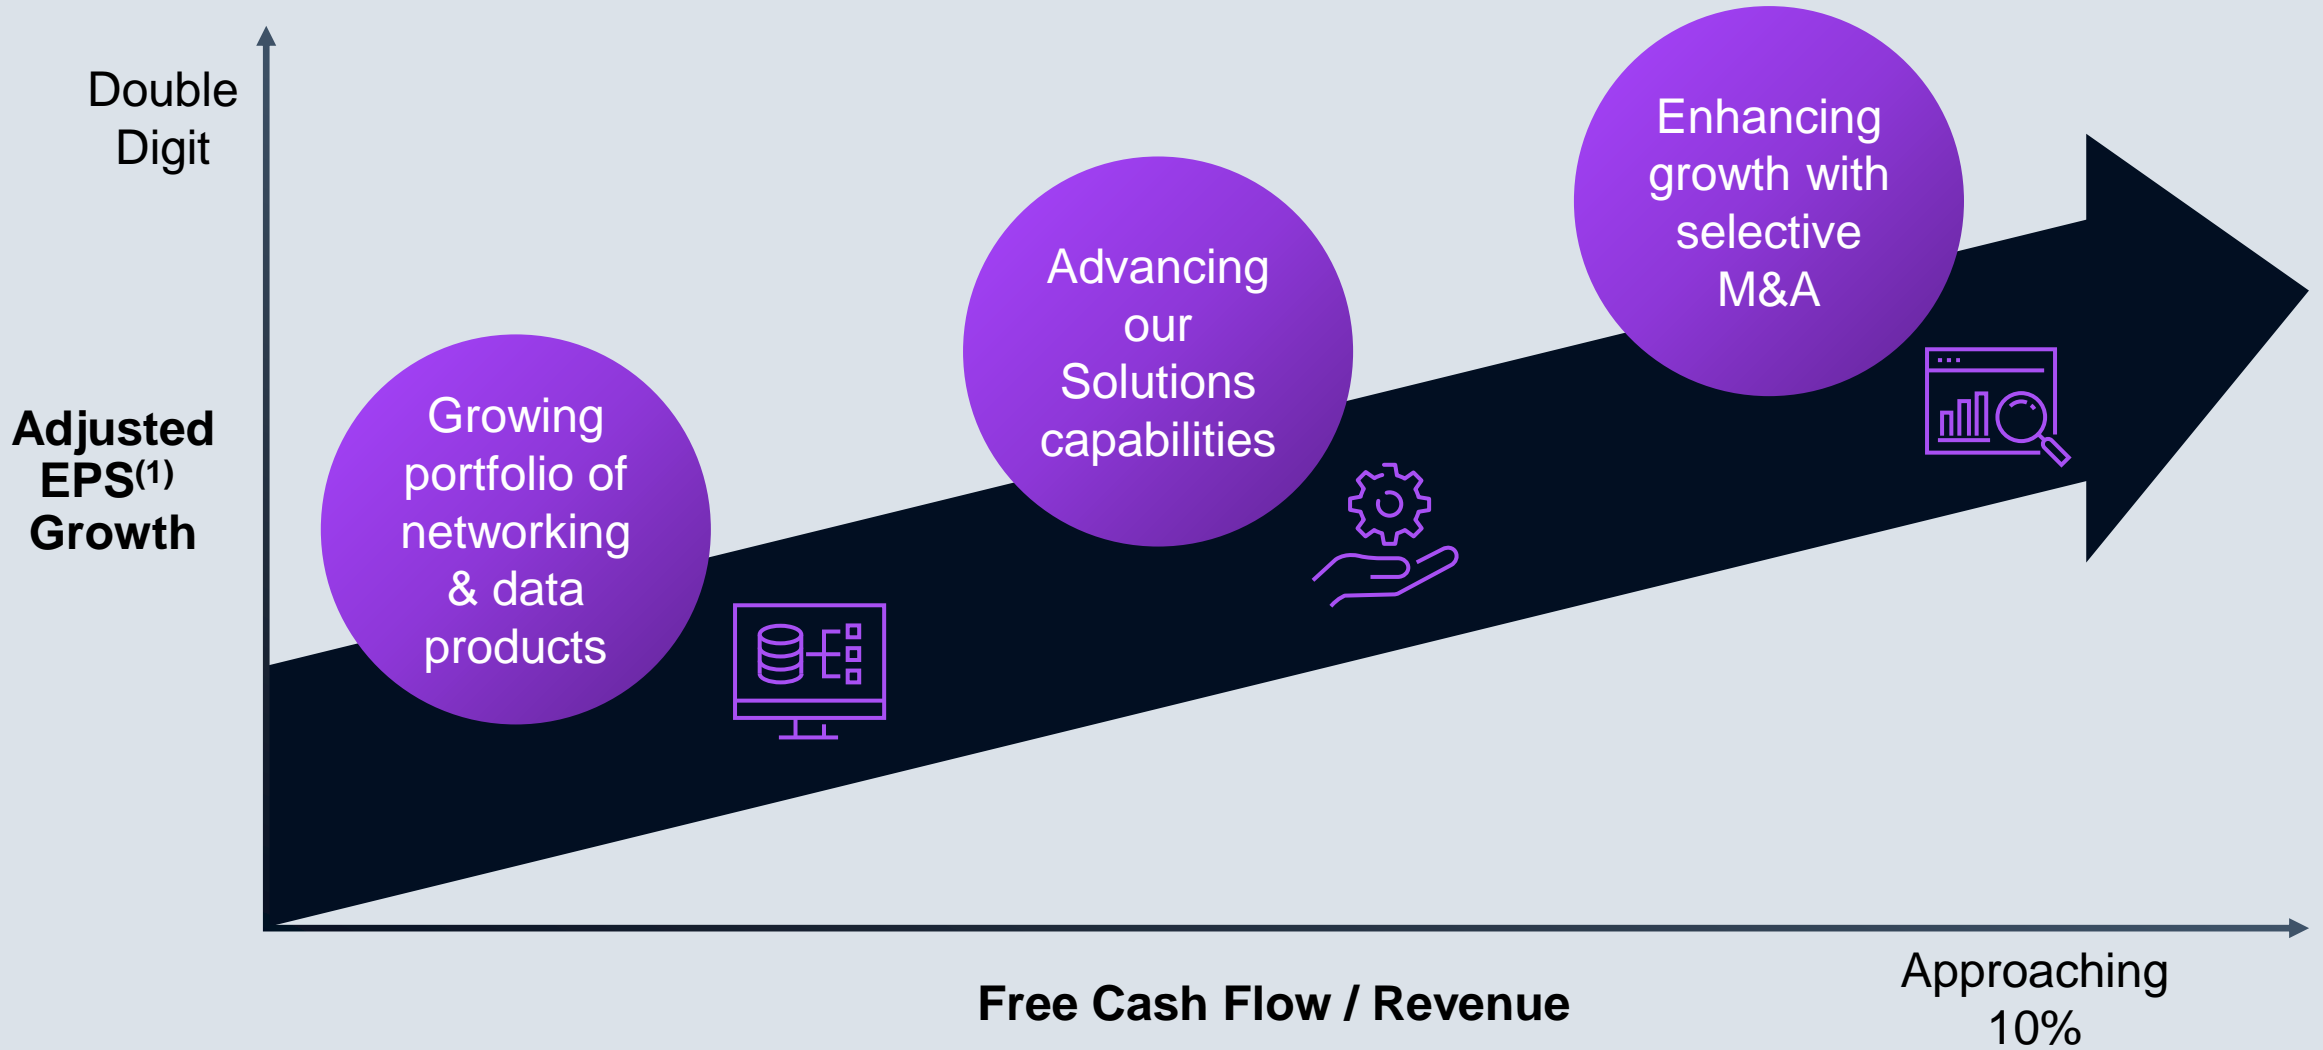 Double
Digit
Adjusted
EPS(1)
Growth
Growing
portfolio of
networking
& data
products
Advancing
our
Solutions
capabilities
Enhancing
growth with
selective
M&A
Free Cash Flow / Revenue
Approaching
10%